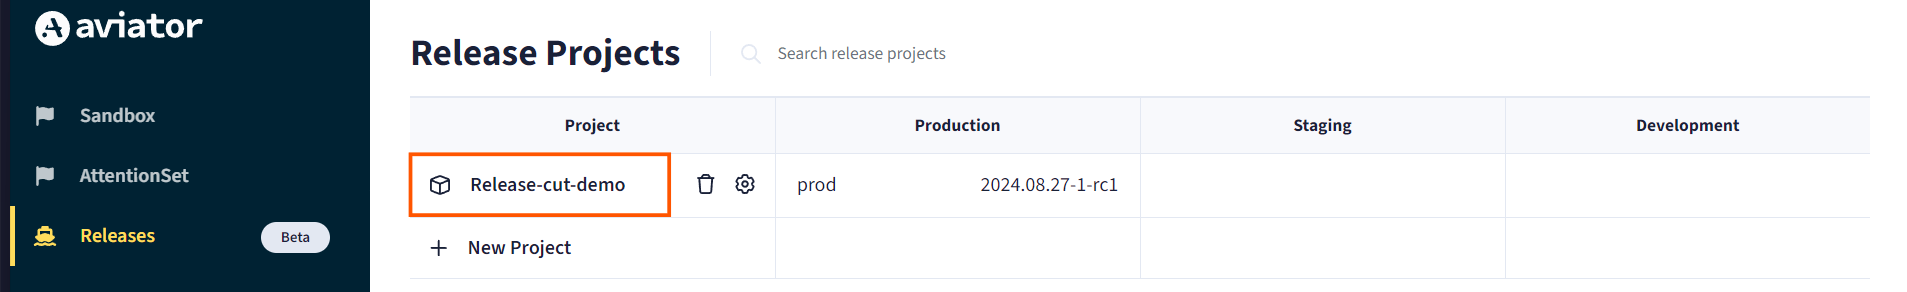 aviator
Sandbox
AttentionSet
Releases Beta
Release Projects Search release projects
Project Production Staging Development
Release-cut-demo prod 2024.08.27-1-rc1
New Project